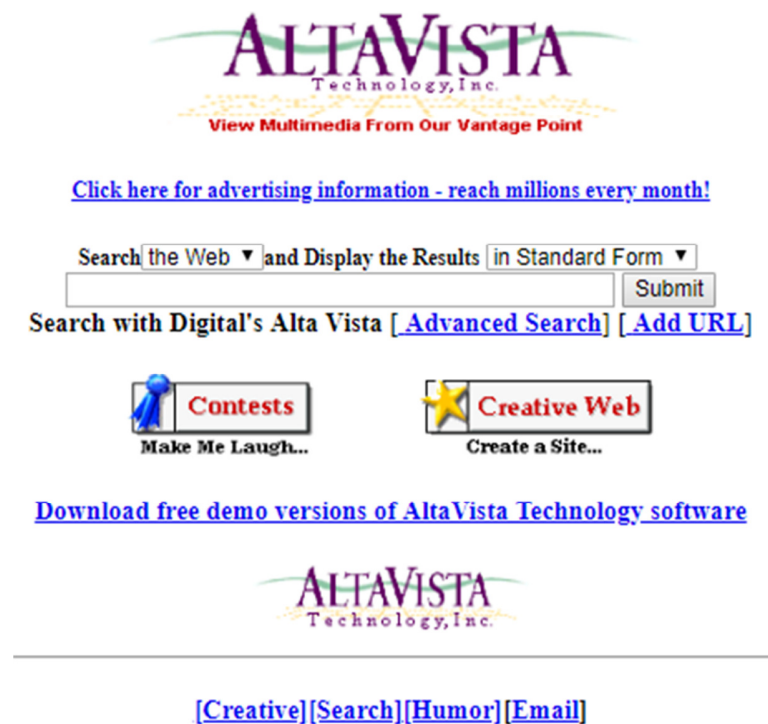 ALTAVISTA
Technology, Inc.
View Multimedia From Our Vantage Point
Click here for advertising information - reach millions every month!
Search the Web ▼ and Display the Results in Standard Form ▼
Submit
Search with Digital's Alta Vista [ Advanced Search] [ Add URL]
Contests Creative Web
Make Me Laugh... Create a Site...
Download free demo versions of AltaVista Technology software
ALTAVISTA
Technology, Inc.
[Creative][Search][Humor][Email]